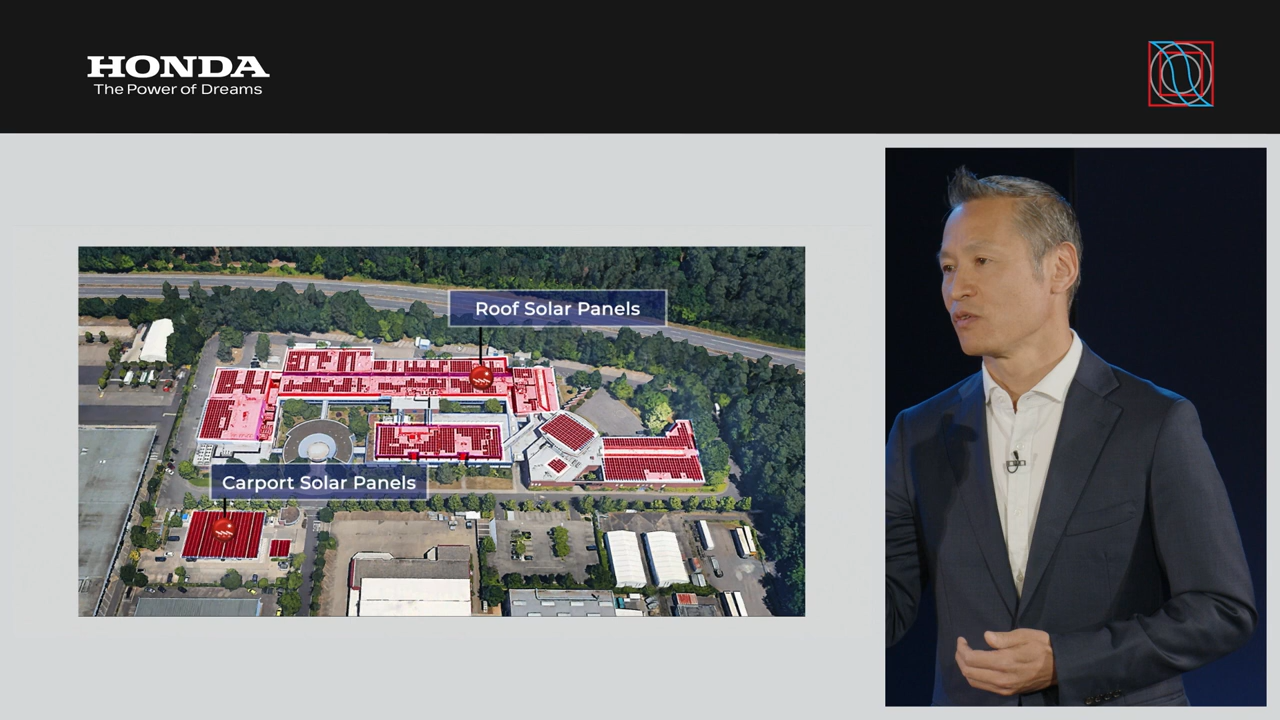 HONDA
The Power of Dreams
Roof Solar Panels
Carport Solar Panels